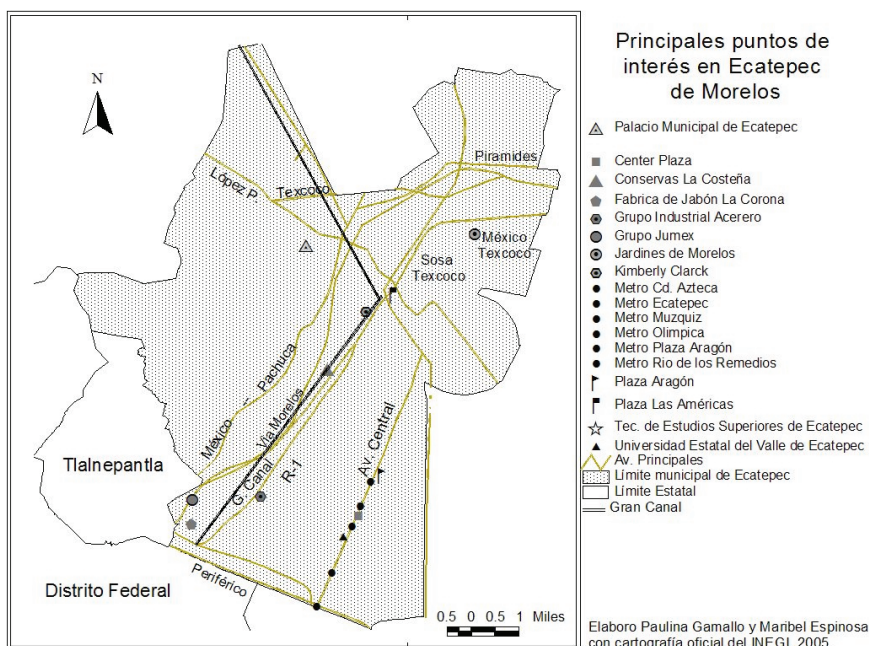 N
López P.
Texcoco
Piramides
México
Texcoco
Sosa
Texcoco
México - Pachuca
Via Morelos
G. Canal
R-1
Av. Central
Tlalnepantla
Distrito Federal
Periférico
0.5 0 0.5 1 Miles
Principales puntos de
interés en Ecatepec
de Morelos
Palacio Municipal de Ecatepec
Center Plaza
Conservas La Costeña
Fabrica de Jabón La Corona
Grupo Industrial Acerero
Grupo Jumex
Jardines de Morelos
Kimberly Clarck
Metro Cd. Azteca
Metro Ecatepec
Metro Muzquiz
Metro Olimpica
Metro Plaza Aragón
Metro Rio de los Remedios
Plaza Aragón
Plaza Las Américas
Tec. de Estudios Superiores de Ecatepec
Universidad Estatal del Valle de Ecatepec
Av. Principales
Límite municipal de Ecatepec
Límite Estatal
Gran Canal
Elaboro Paulina Gamallo y Maribel Espinosa
con cartografía oficial del INEGI, 2005